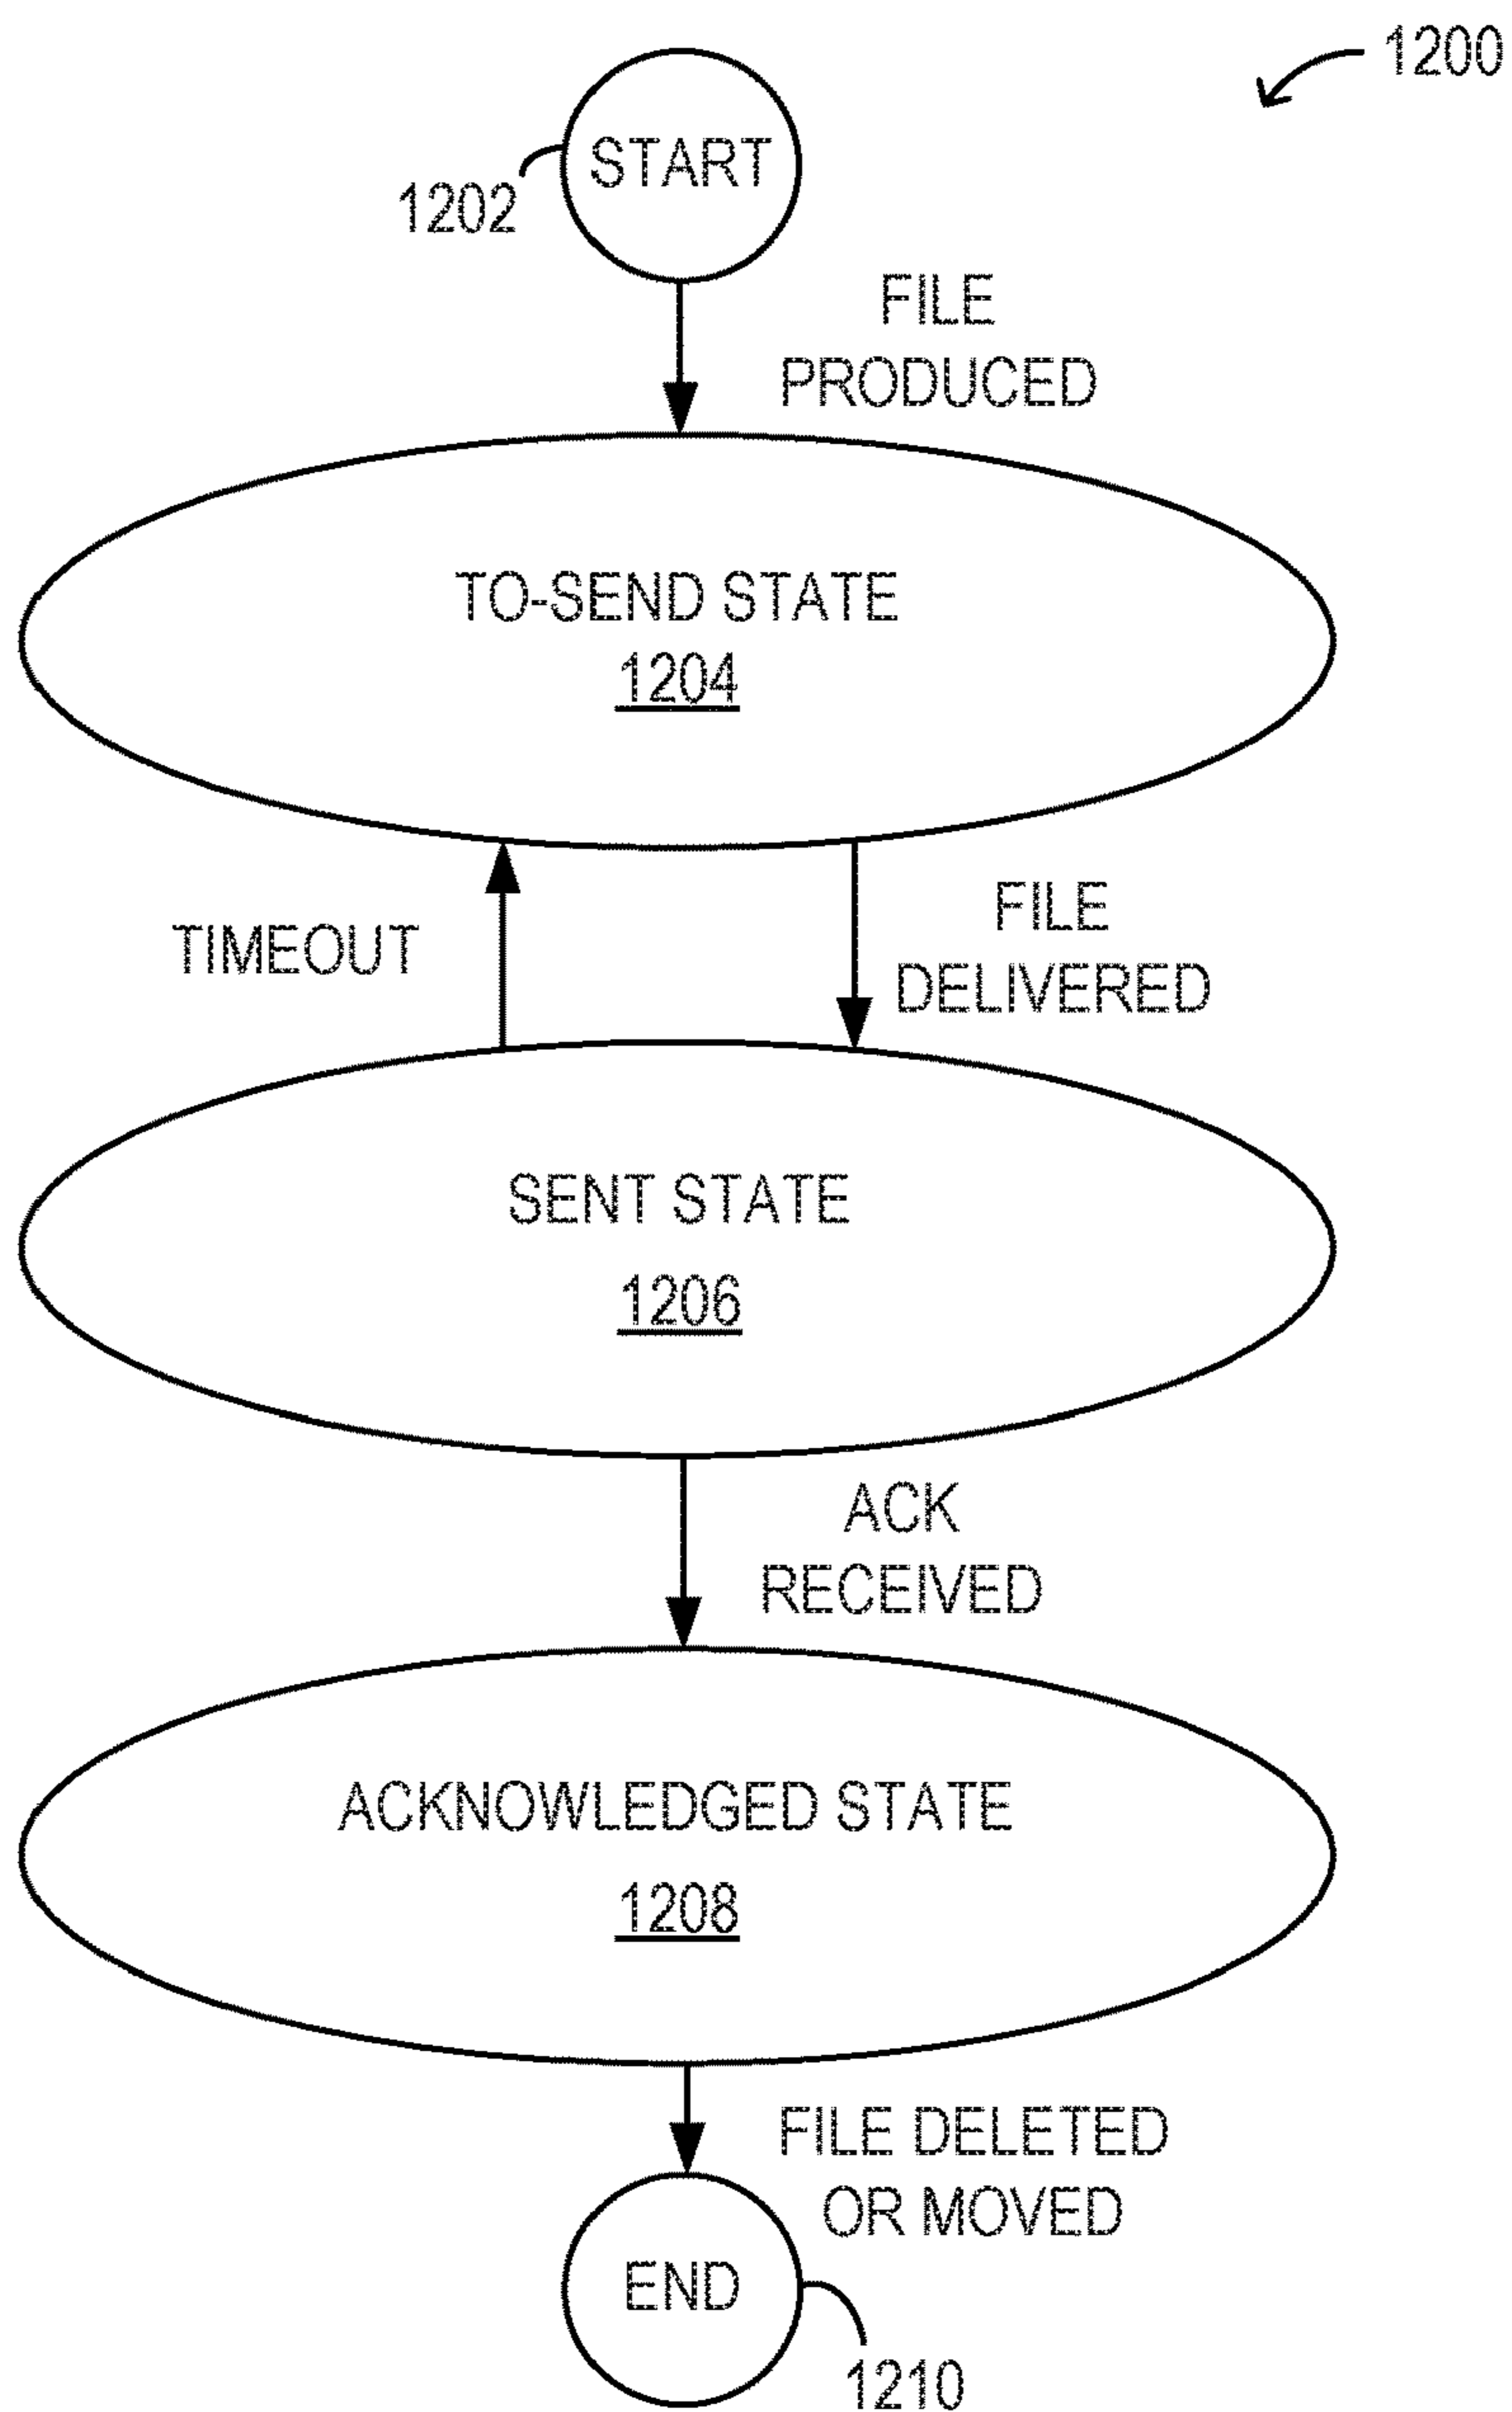 1200
START
1202
FILE
PRODUCED
TO-SEND STATE
1204
TIMEOUT
FILE
DELIVERED
SENT STATE
1206
ACK
RECEIVED
ACKNOWLEDGED STATE
1208
FILE DELETED
OR MOVED
END
1210